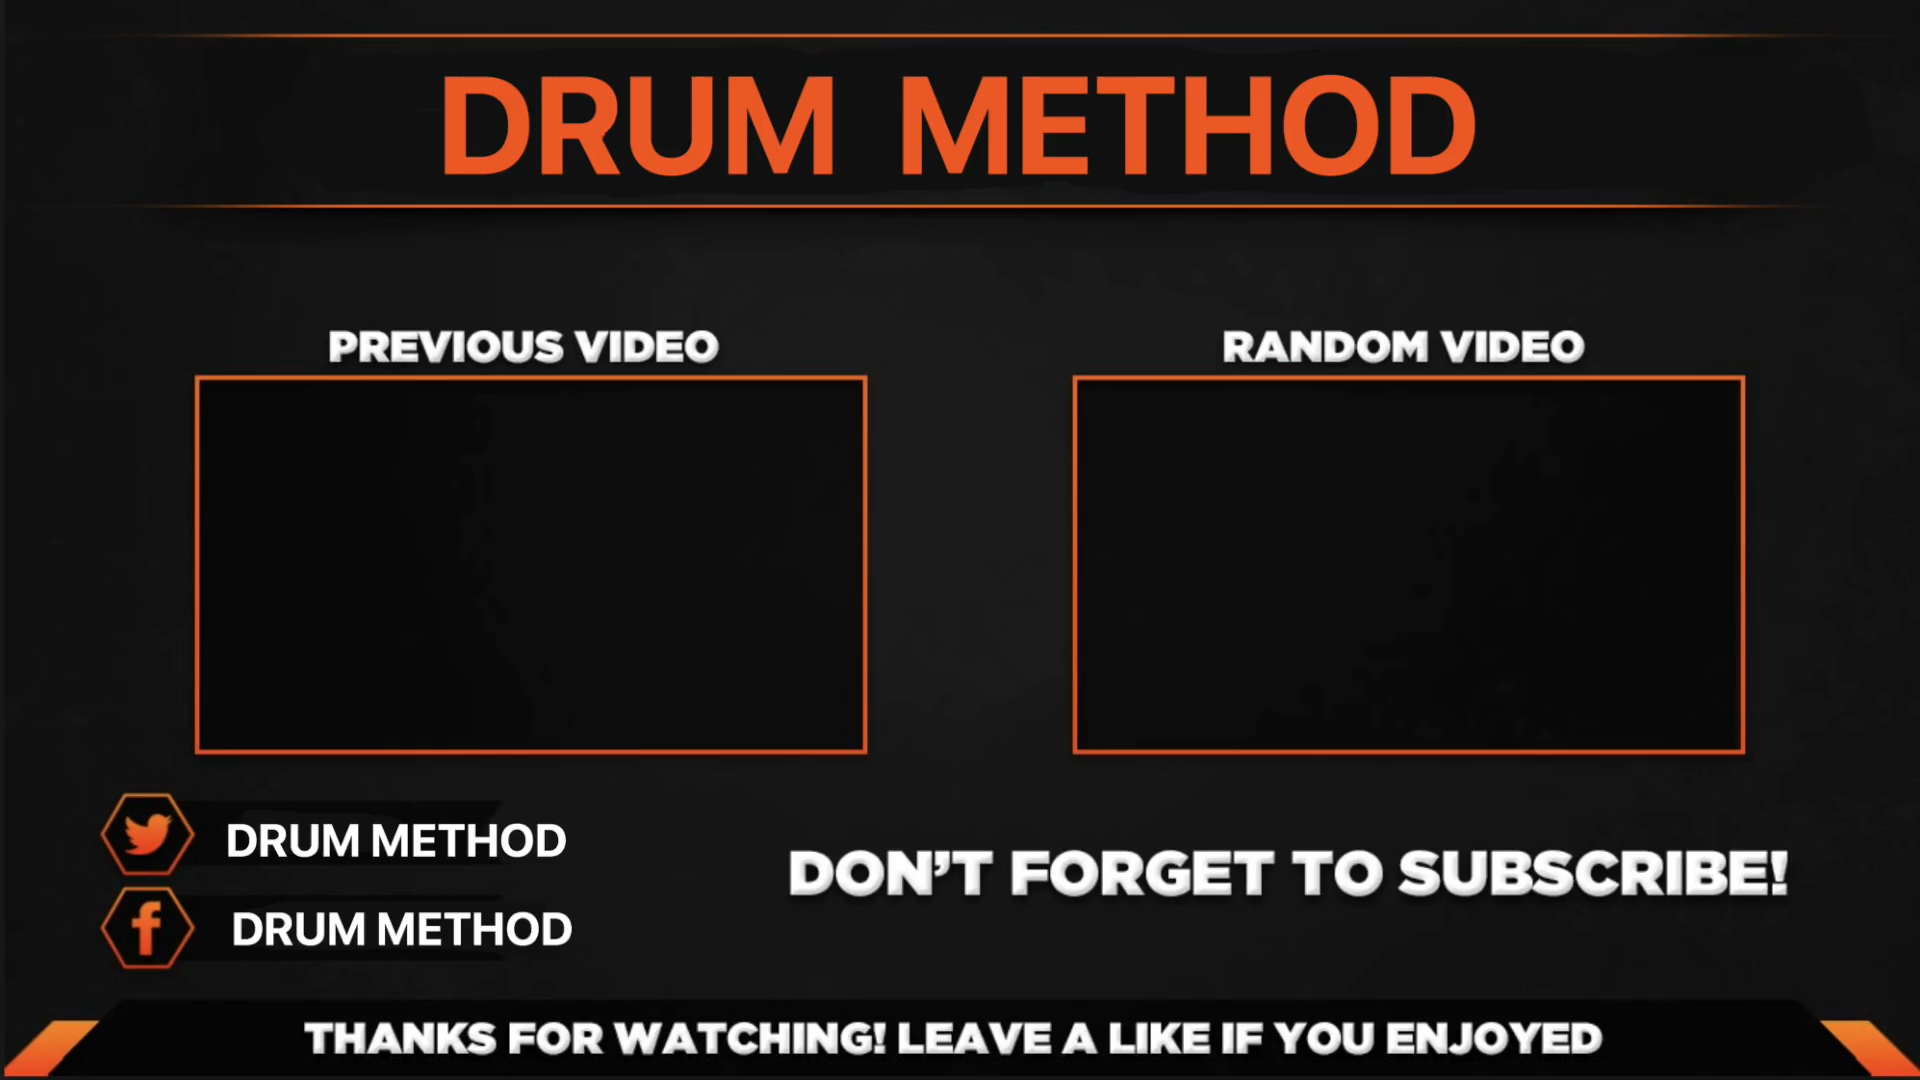 DRUM METHOD
PREVIOUS VIDEO
RANDOM VIDEO
DRUM METHOD
DRUM METHOD
DON'T FORGET TO SUBSCRIBE!
THANKS FOR WATCHING! LEAVE A LIKE IF YOU ENJOYED